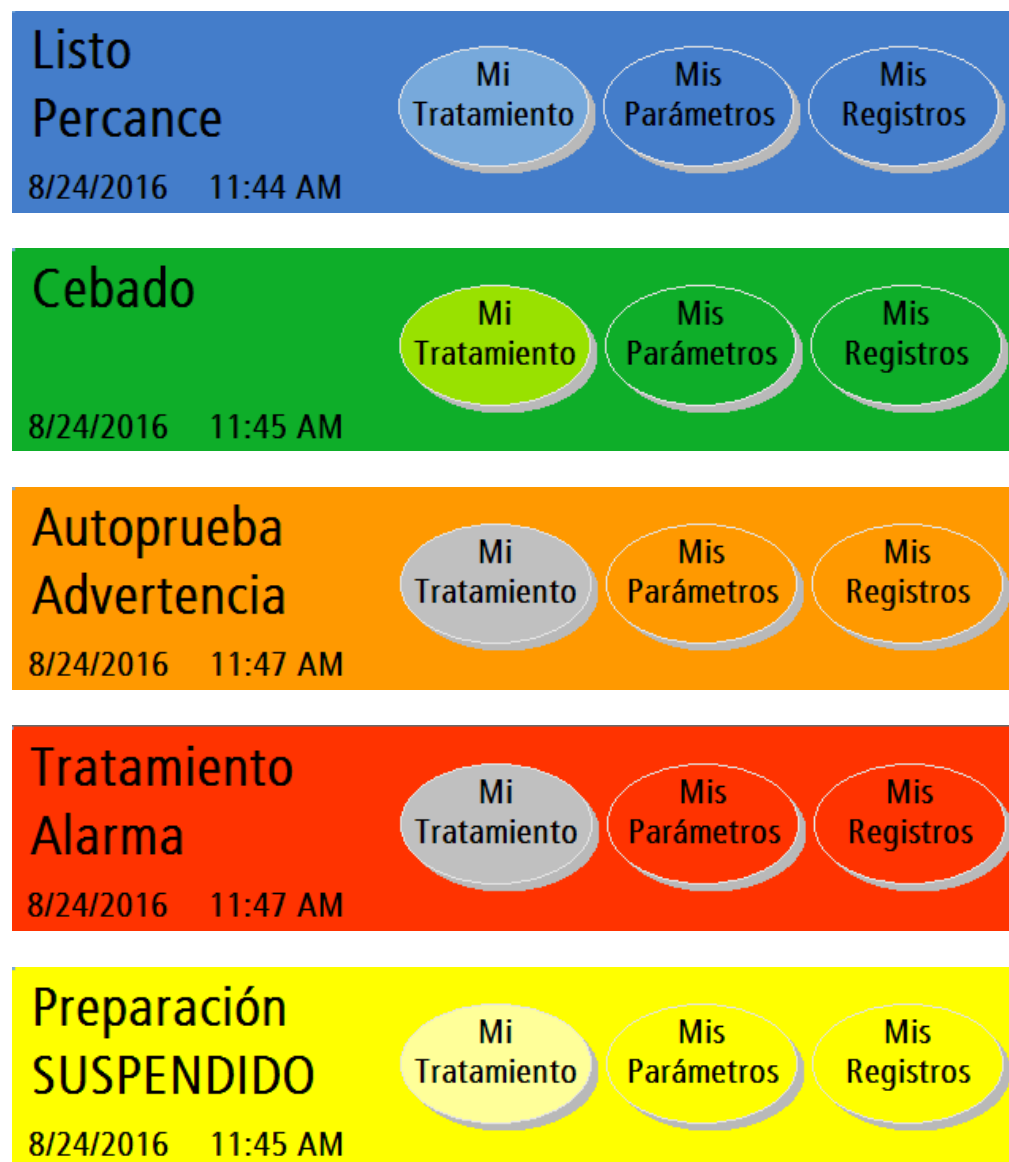 Listo
Percance
8/24/2016 11:44 AM
Mi
Tratamiento
Mis
Parámetros
Mis
Registros
Cebado
8/24/2016 11:45 AM
Mi
Tratamiento
Mis
Parámetros
Mis
Registros
Autoprueba
Advertencia
8/24/2016 11:47 AM
Mi
Tratamiento
Mis
Parámetros
Mis
Registros
Tratamiento
Alarma
8/24/2016 11:47 AM
Mi
Tratamiento
Mis
Parámetros
Mis
Registros
Preparación
SUSPENDIDO
8/24/2016 11:45 AM
Mi
Tratamiento
Mis
Parámetros
Mis
Registros